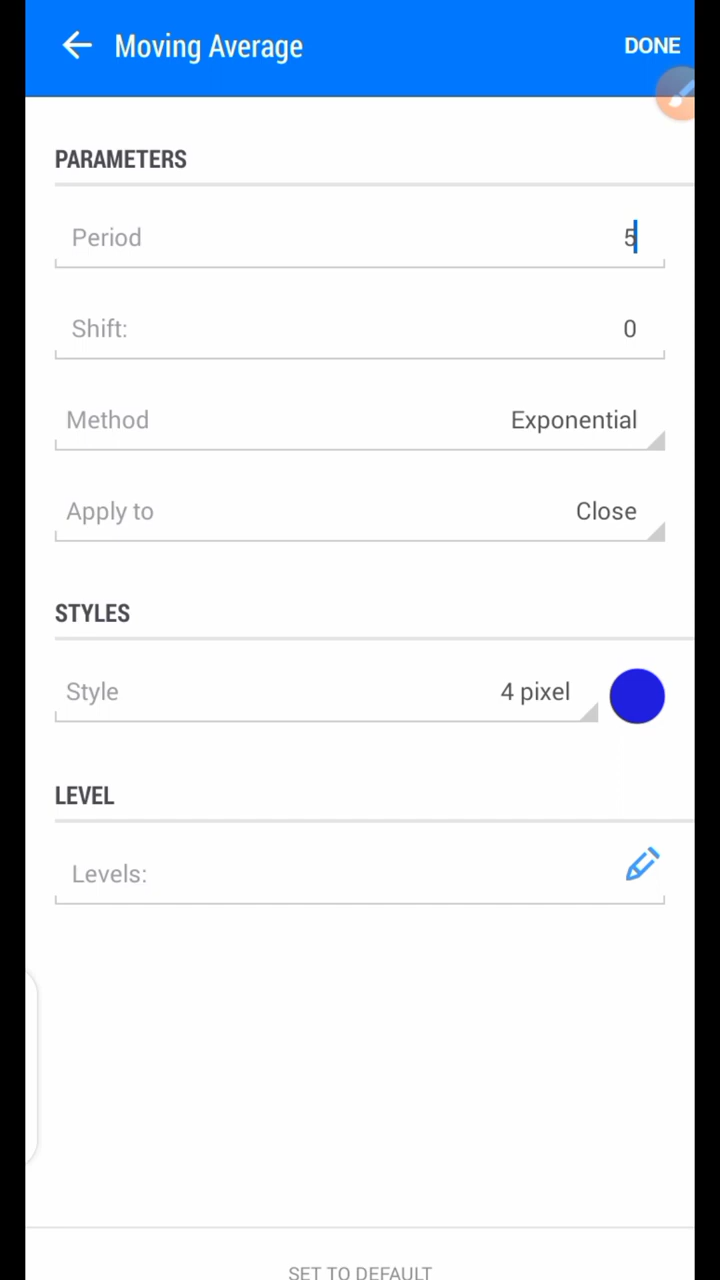 Moving Average DONE
PARAMETERS
Period 5
Shift: 0
Method Exponential
Apply to Close
STYLES
Style 4 pixel
LEVEL
Levels:
SET TO DEFAULT